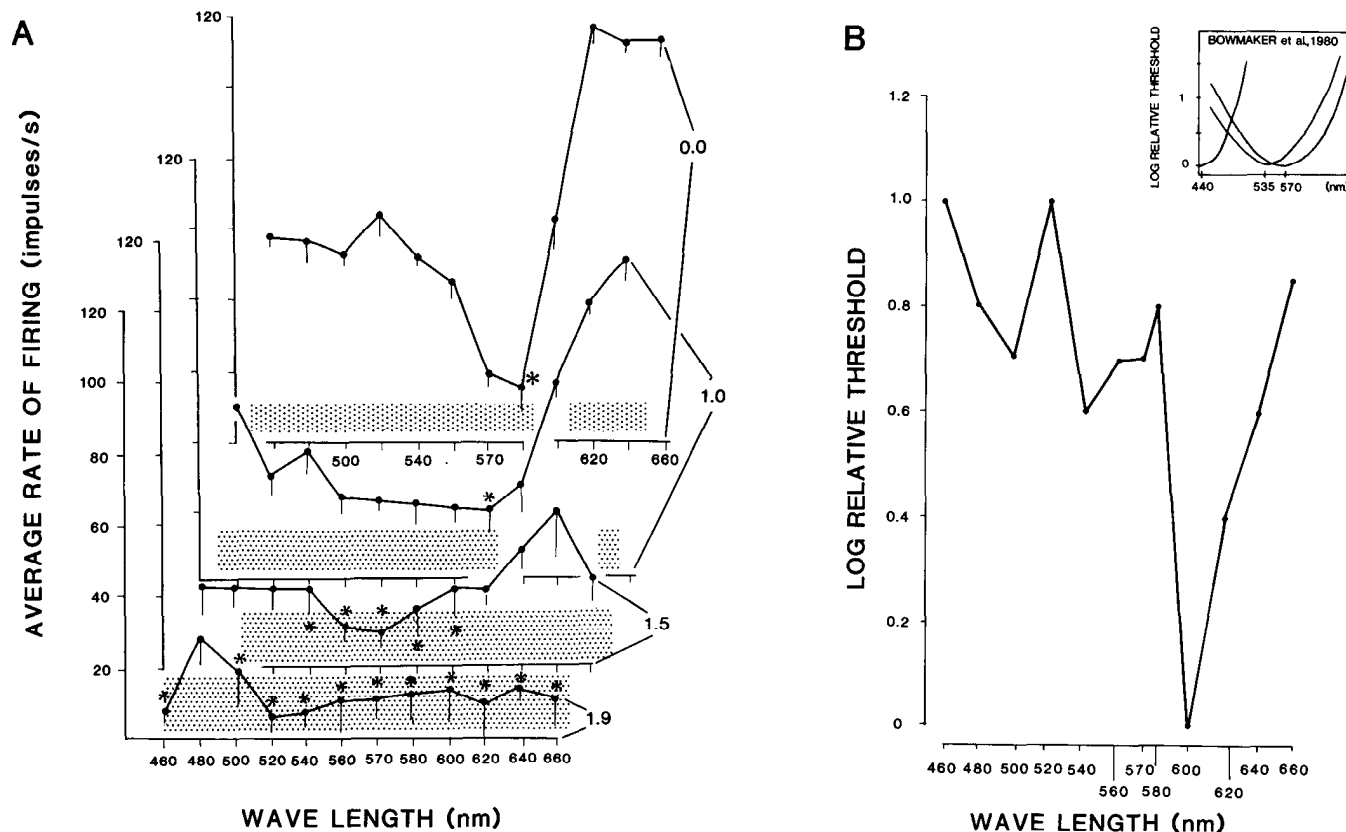 A
AVERAGE RATE OF FIRING (impulses/s)
120
120
120
120
100
80
60
40
20
0.0
1.0
1.5
1.9
*
500 540 570 620 660
*
* * * * *
* * * * * * * * * * *
460 480 500 520 540 560 570 580 600 620 640 660
WAVE LENGTH (nm)
B
LOG RELATIVE THRESHOLD
1.2
1.0
0.8
0.6
0.4
0.2
0
460 480 500 520 540 570 600 640 660
560 580 620
WAVE LENGTH (nm)
BOWMAKER et al., 1980
LOG RELATIVE THRESHOLD
1
0
440 535 570 (nm)